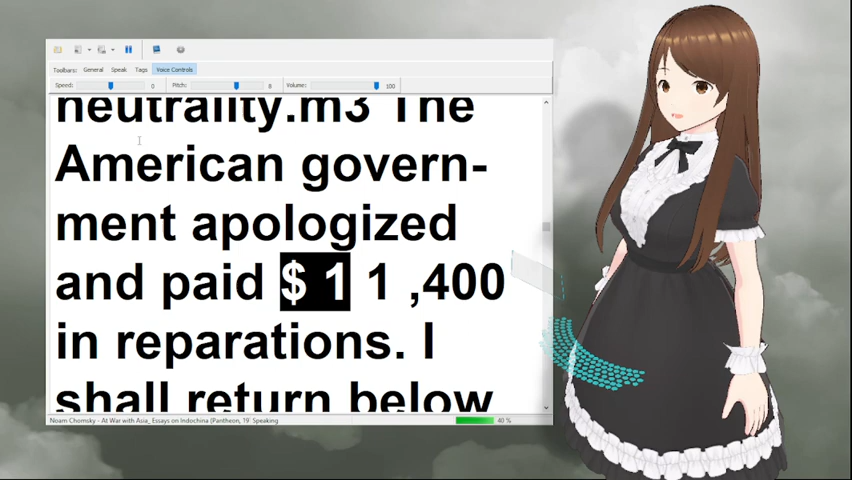 Toolbars: General Speak Tags Voice Controls
Speed: 0 Pitch: 8 Volume: 100
neutrality.m3 The
American govern-
ment apologized
and paid $ 1 1 ,400
in reparations. I
shall return below
Noam Chomsky - At War with Asia_ Essays on Indochina (Pantheon, 19 Speaking 40 %